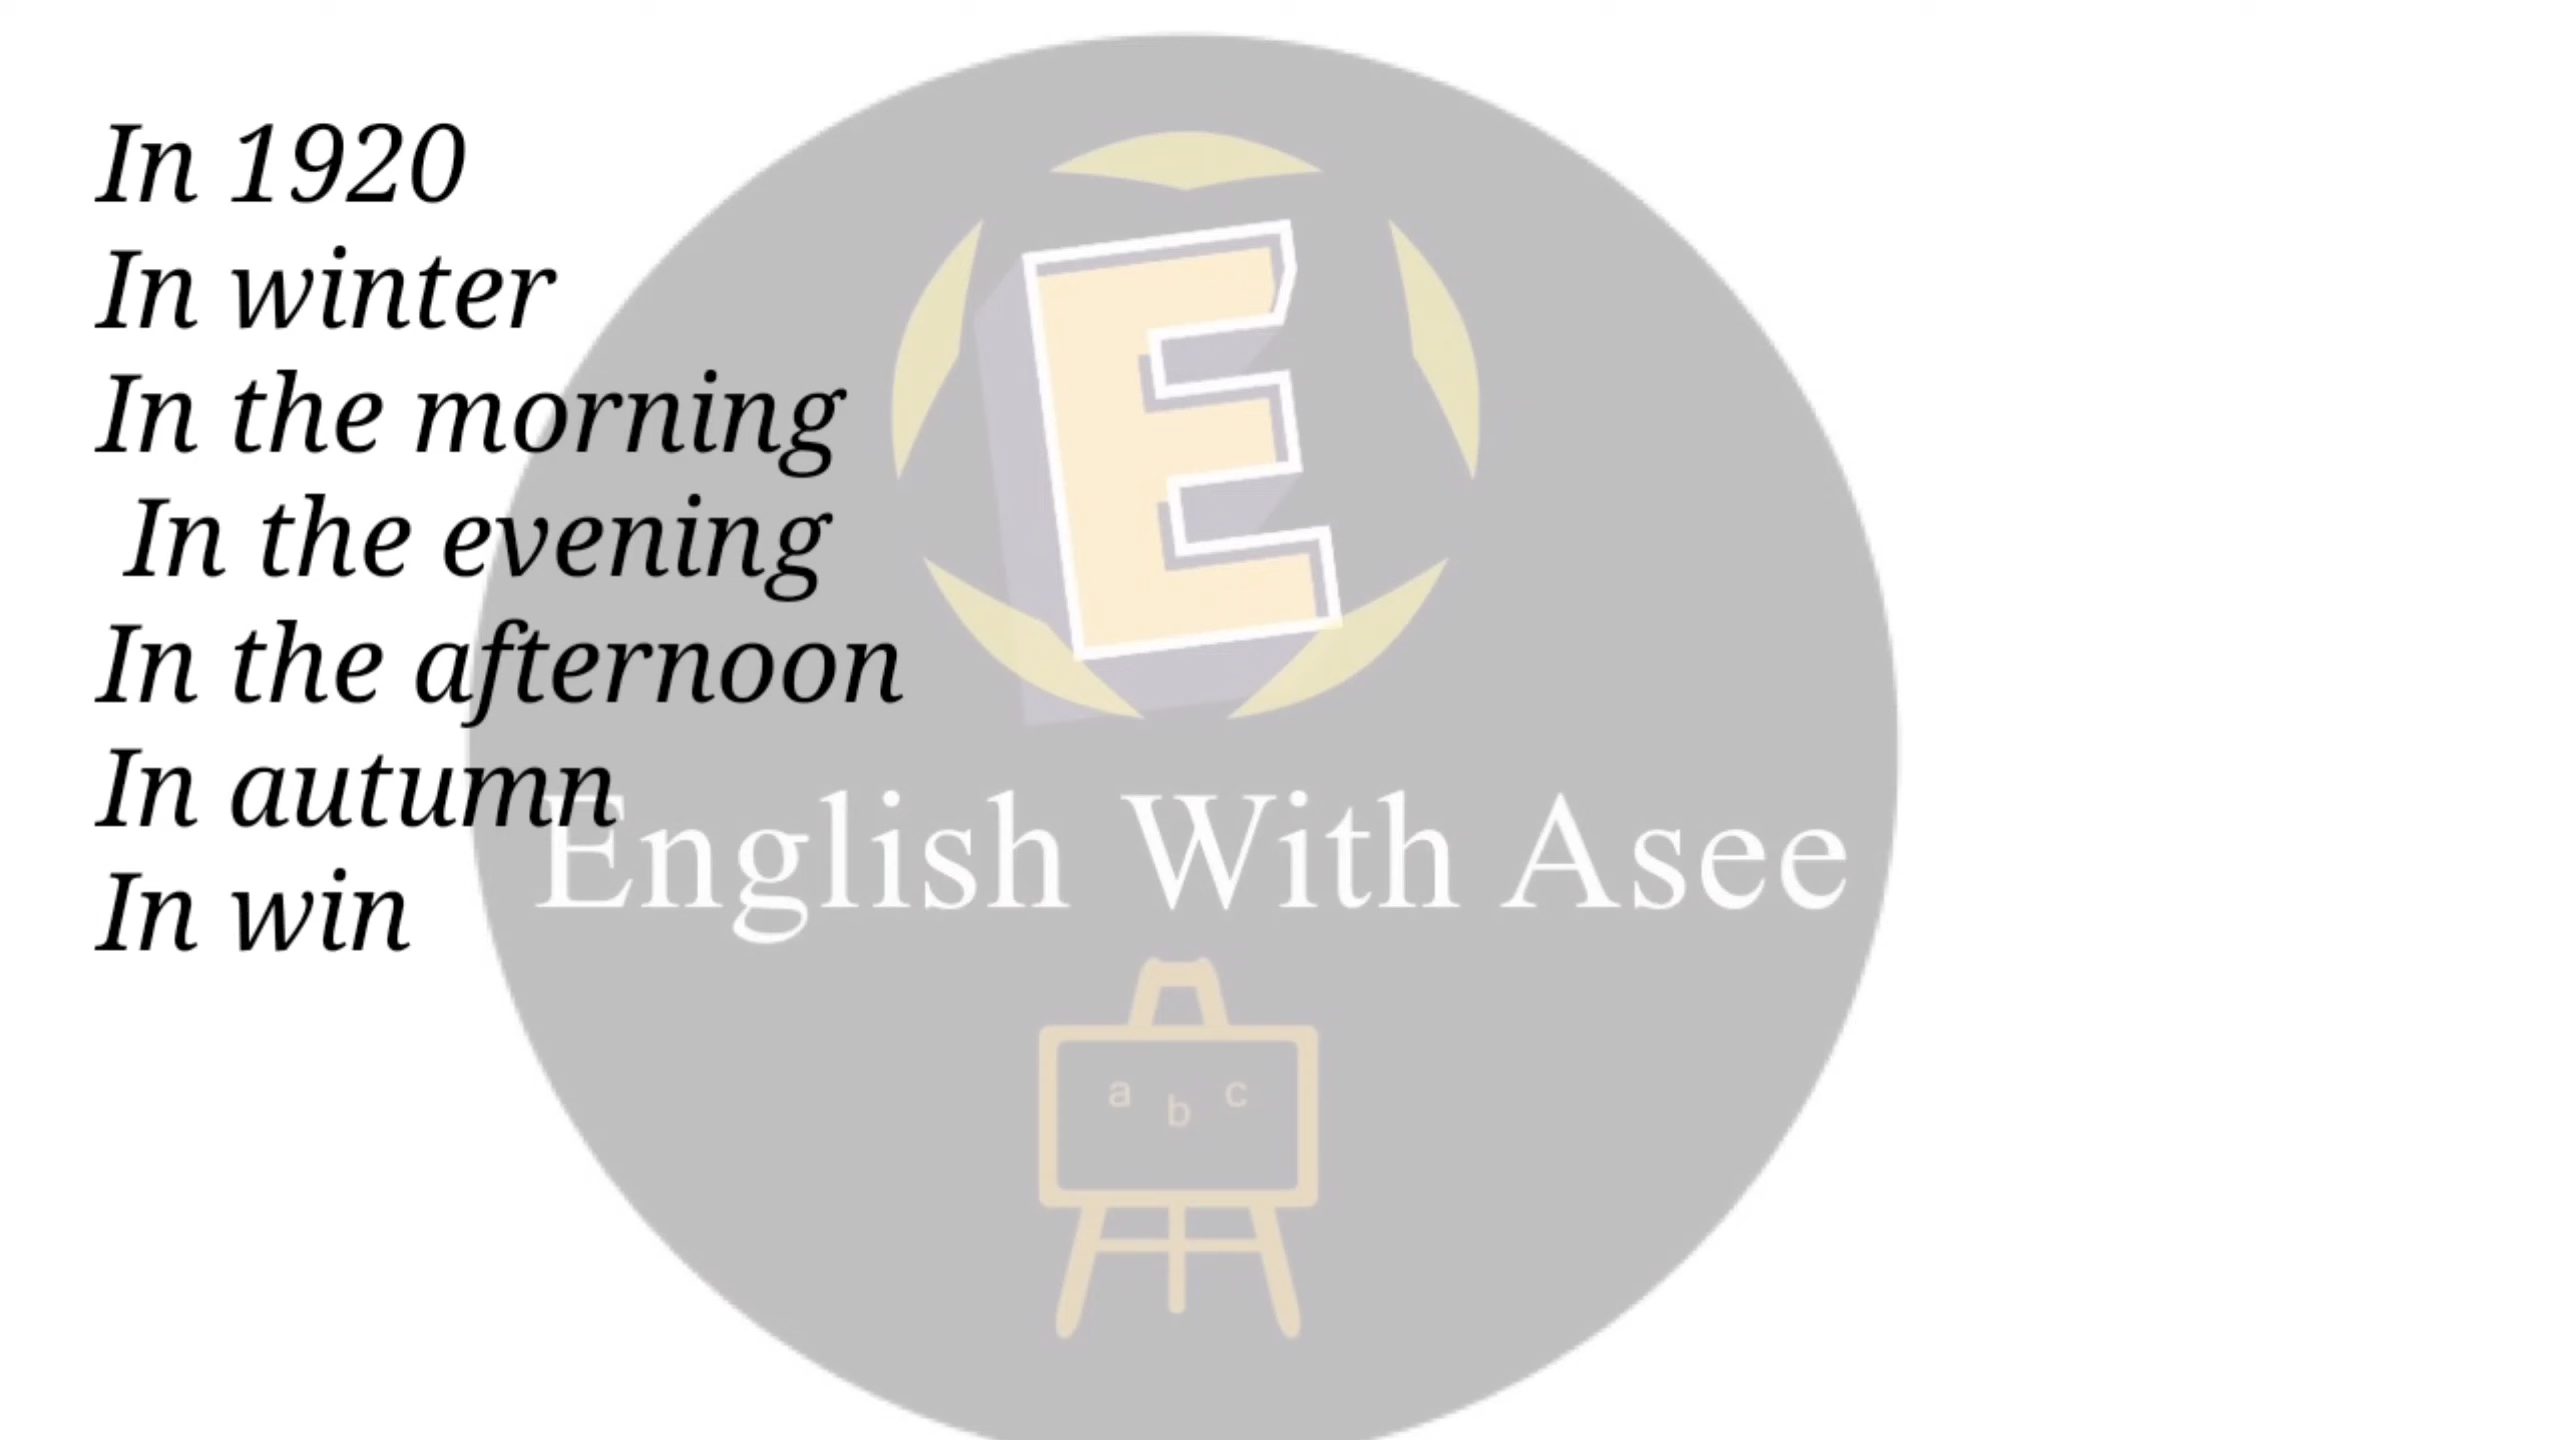 In 1920
In winter
In the morning
In the evening
In the afternoon
In autumn
In win
E
English With Asee
a b c